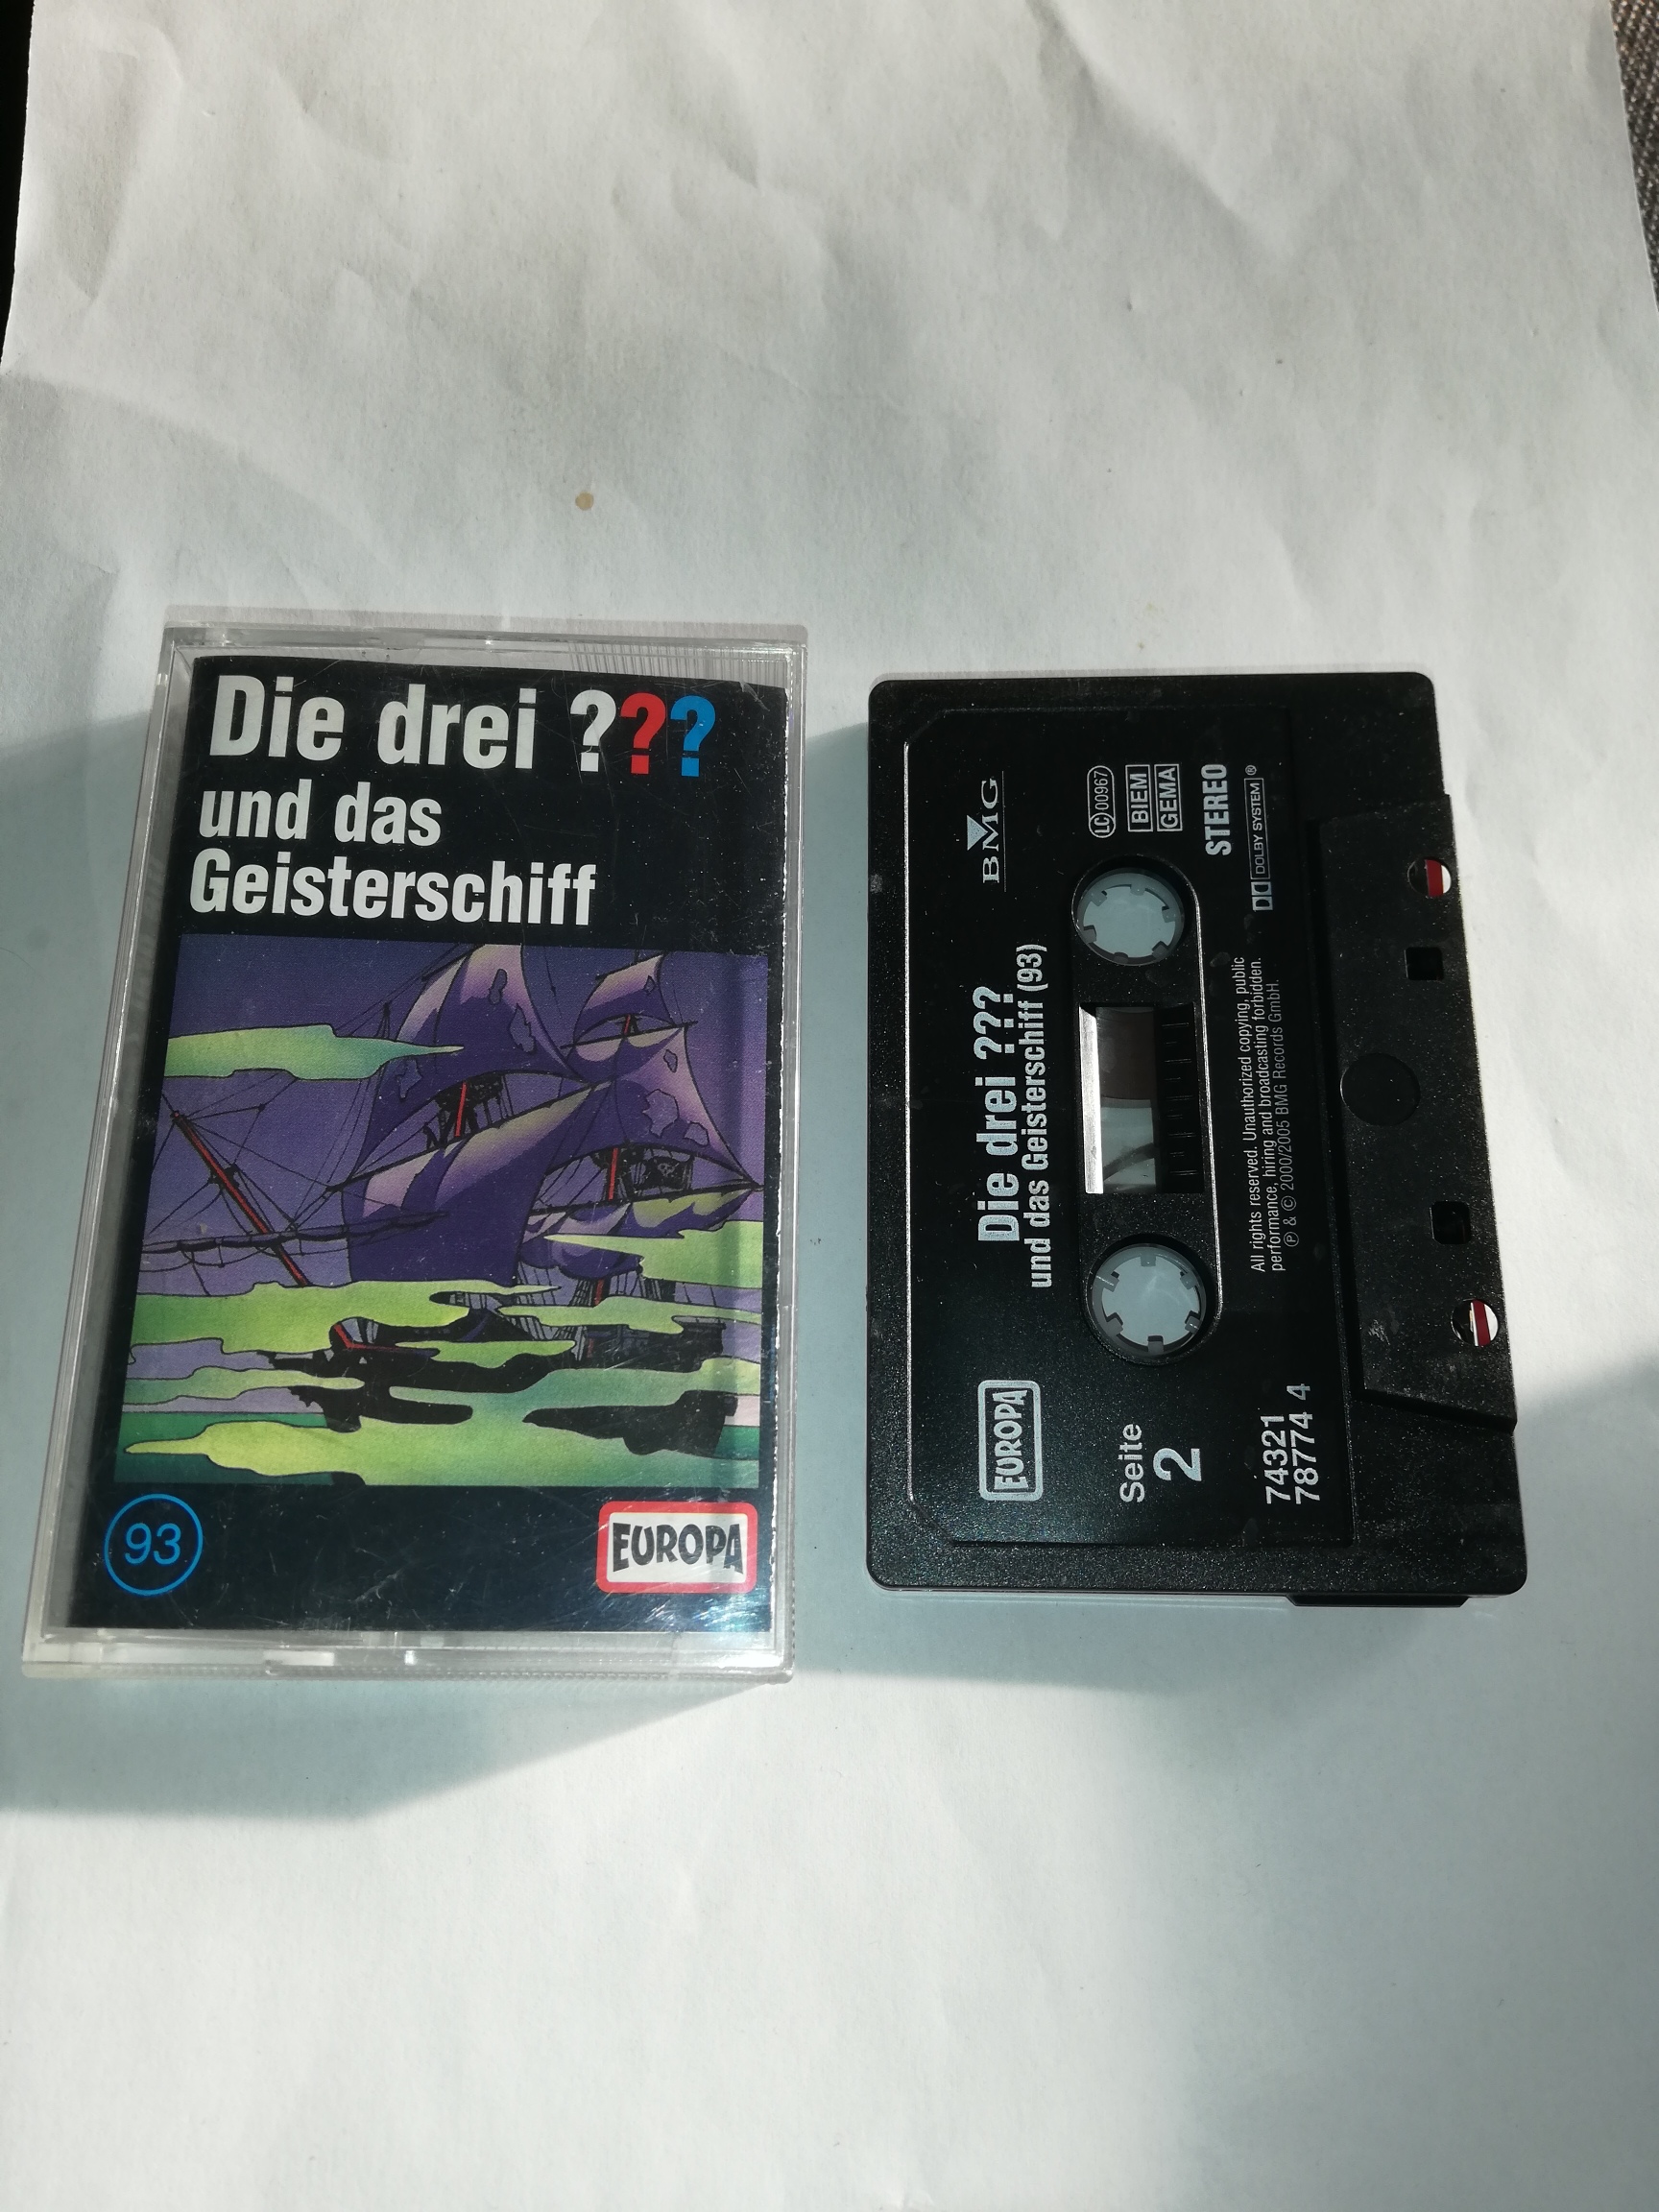 Die drei ???
und das
Geisterschiff
93
EUROPA
BMG
LC 00967
BIEM
GEMA
STEREO
DOLBY SYSTEM®
Die drei ???
und das Geisterschiff (93)
All rights reserved. Unauthorized copying, public
performance, hiring and broadcasting forbidden.
℗ & © 2000/2005 BMG Records GmbH.
EUROPA
Seite
2
74321
78774 4